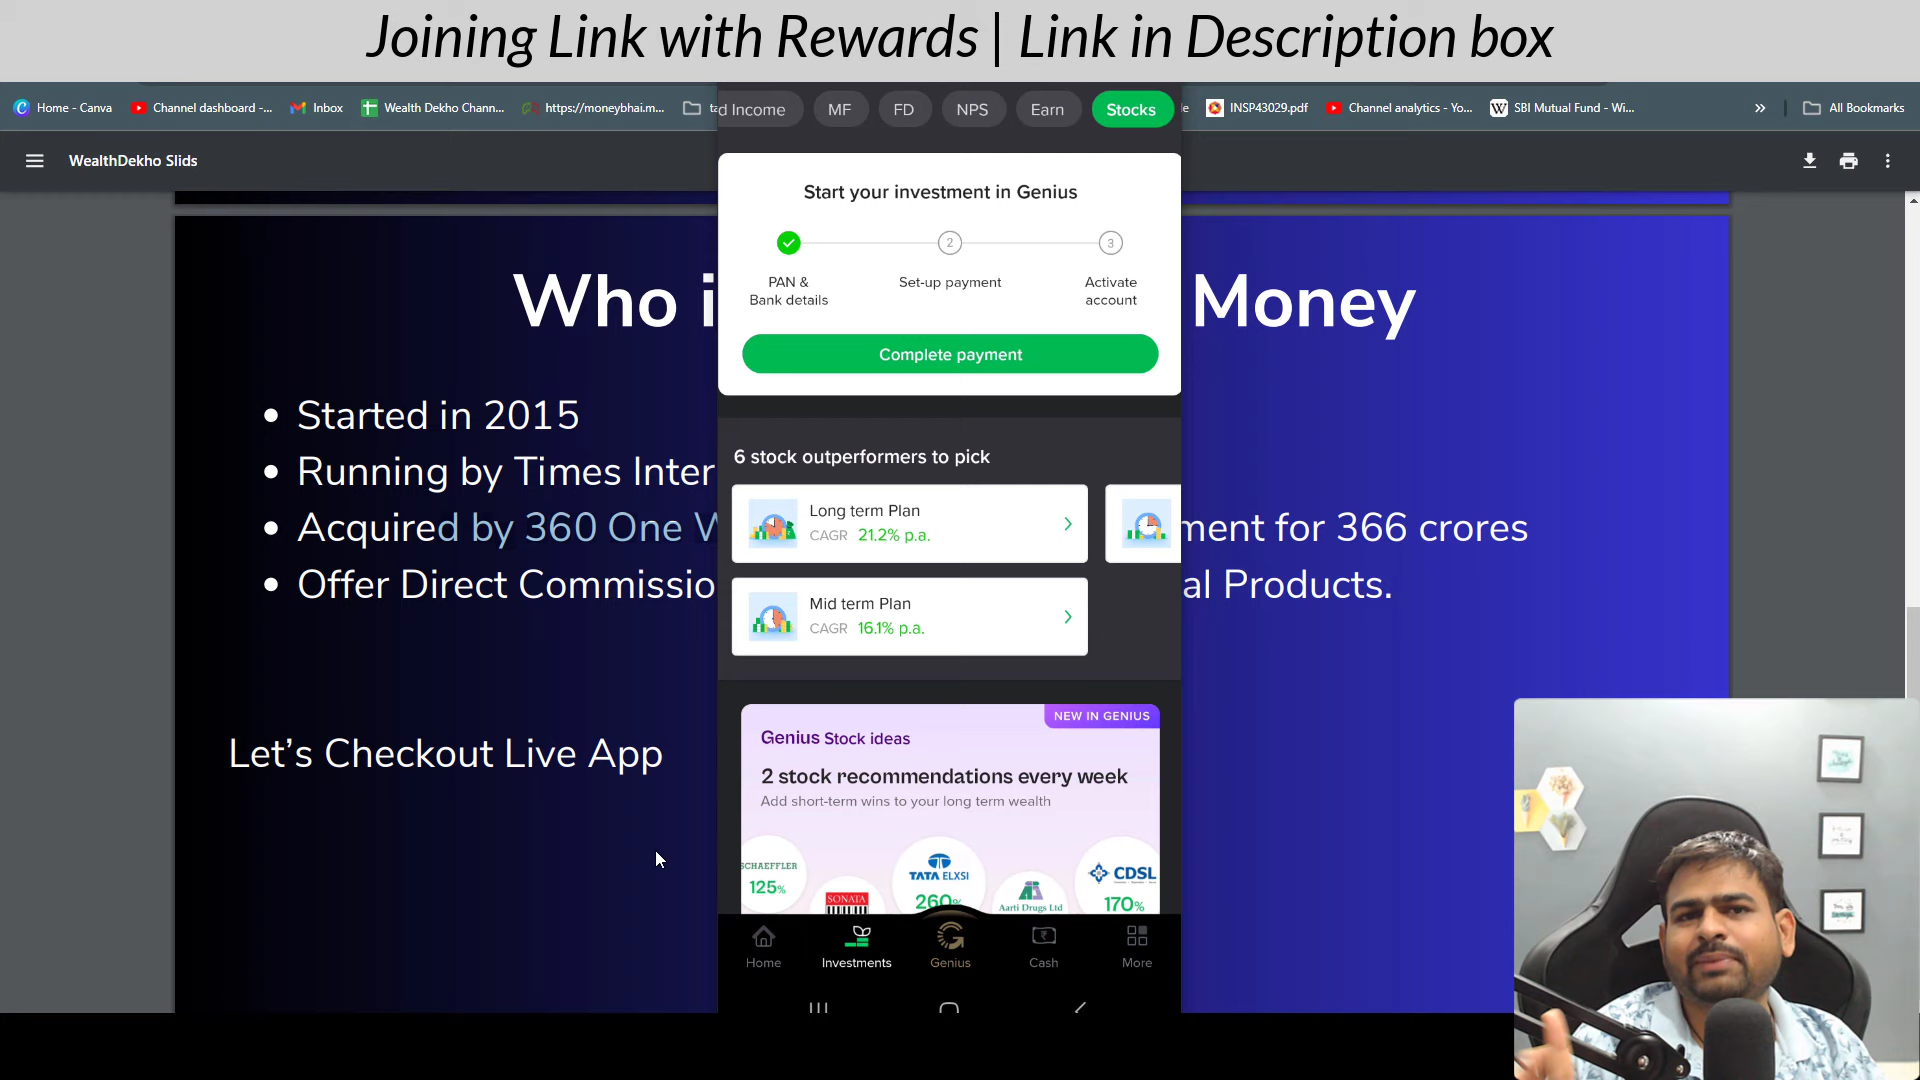 Joining Link with Rewards | Link in Description box
Home - Canva
Channel dashboard -...
Inbox
Wealth Dekho Chann...
https://moneybhai.m...
INSP43029.pdf
Channel analytics - Yo...
SBI Mutual Fund - Wi...
»
All Bookmarks
d Income
MF
FD
NPS
Earn
Stocks
WealthDekho Slids
Start your investment in Genius
2
3
PAN &
Bank details
Set-up payment
Activate
account
Complete payment
Who i
Money
Started in 2015
Running by Times Inter
Acquired by 360 One W
ment for 366 crores
Offer Direct Commissio
al Products.
Let's Checkout Live App
6 stock outperformers to pick
Long term Plan
CAGR 21.2% p.a.
Mid term Plan
CAGR 16.1% p.a.
NEW IN GENIUS
Genius Stock ideas
2 stock recommendations every week
Add short-term wins to your long term wealth
SCHAEFFLER
125%
SONATA
TATA ELXSI
260%
Aarti Drugs Ltd
CDSL
170%
Home
Investments
Genius
Cash
More